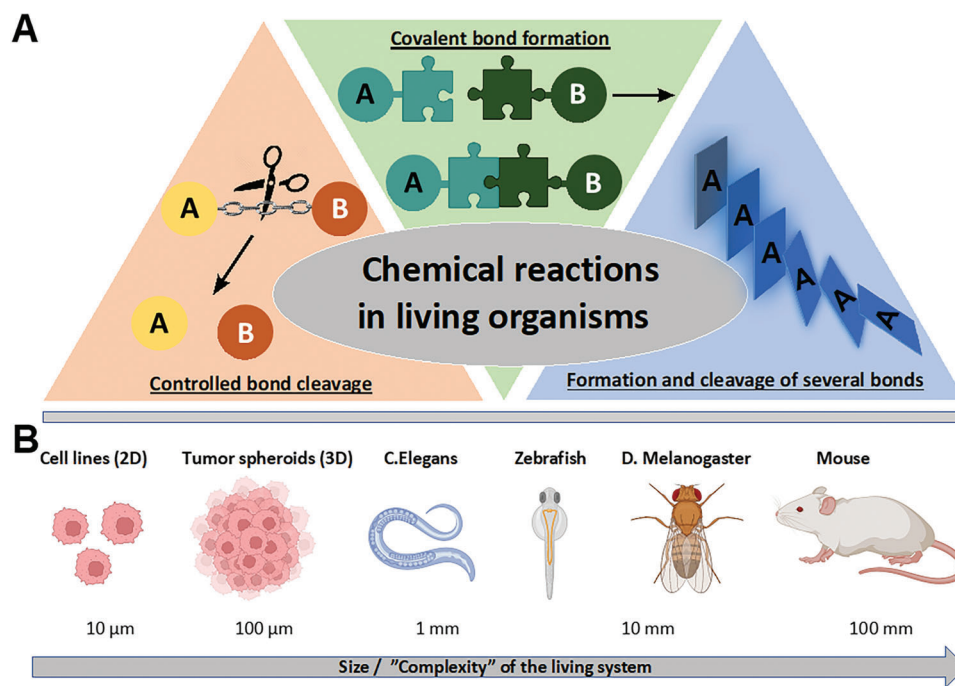 A
Covalent bond formation
A B
A B
A B
A B
Controlled bond cleavage
Chemical reactions
in living organisms
A
A
A
A
A
A
Formation and cleavage of several bonds
B
Cell lines (2D) Tumor spheroids (3D) C.Elegans Zebrafish D. Melanogaster Mouse
10 µm 100 µm 1 mm 10 mm 100 mm
Size / "Complexity" of the living system